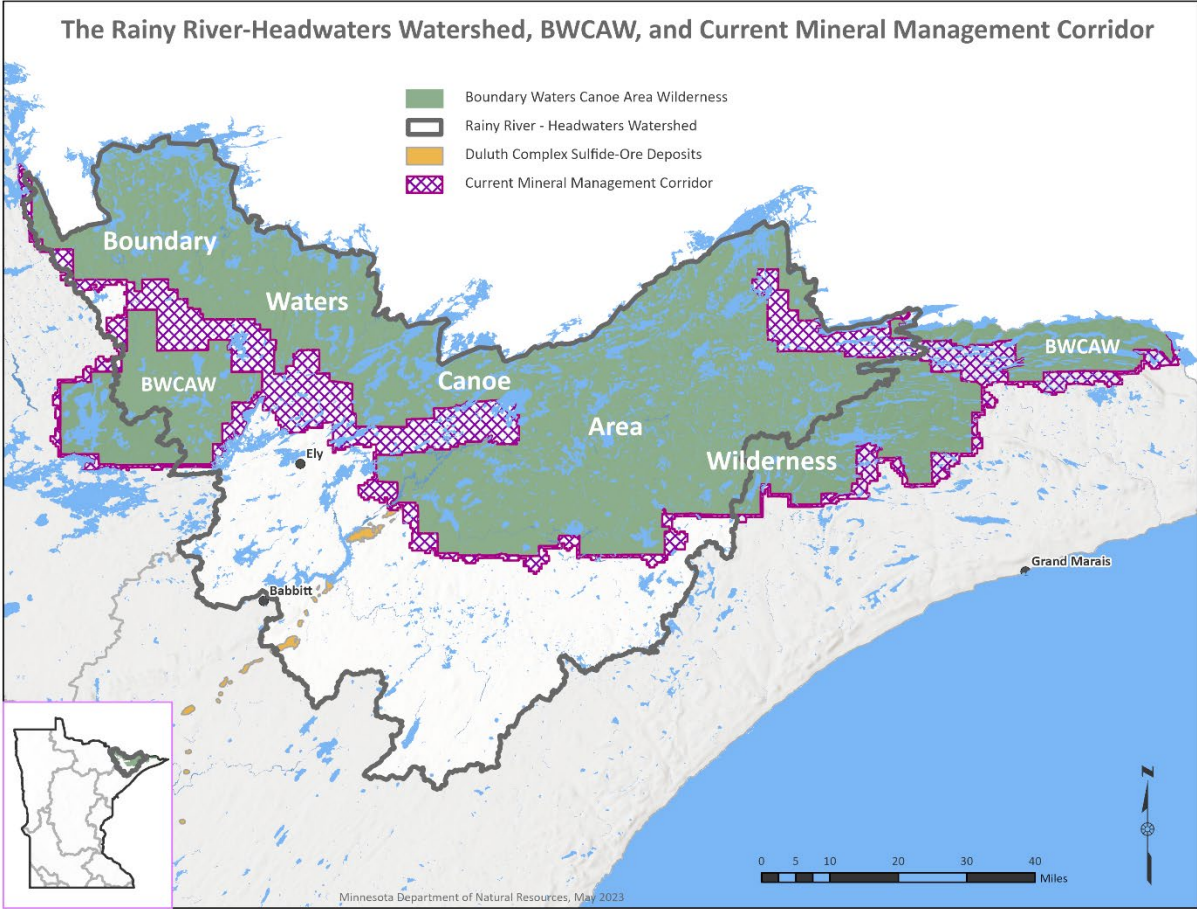 The Rainy River-Headwaters Watershed, BWCAW, and Current Mineral Management Corridor
Boundary Waters Canoe Area Wilderness
Rainy River - Headwaters Watershed
Duluth Complex Sulfide-Ore Deposits
Current Mineral Management Corridor
Boundary
Waters
BWCAW
BWCAW
Canoe
Area
Wilderness
Ely
Grand Marais
Babbitt
N
0 5 10 20 30 40
Miles
Minnesota Department of Natural Resources, May 2023